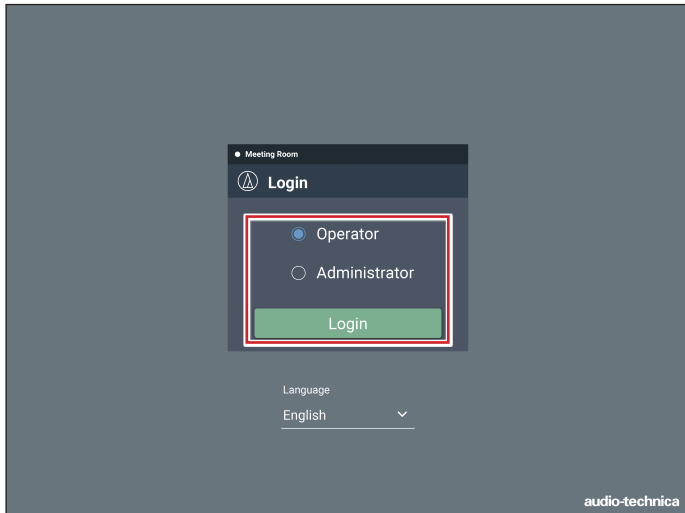 Meeting Room
Login
Operator
Administrator
Login
Language
English
audio-technica